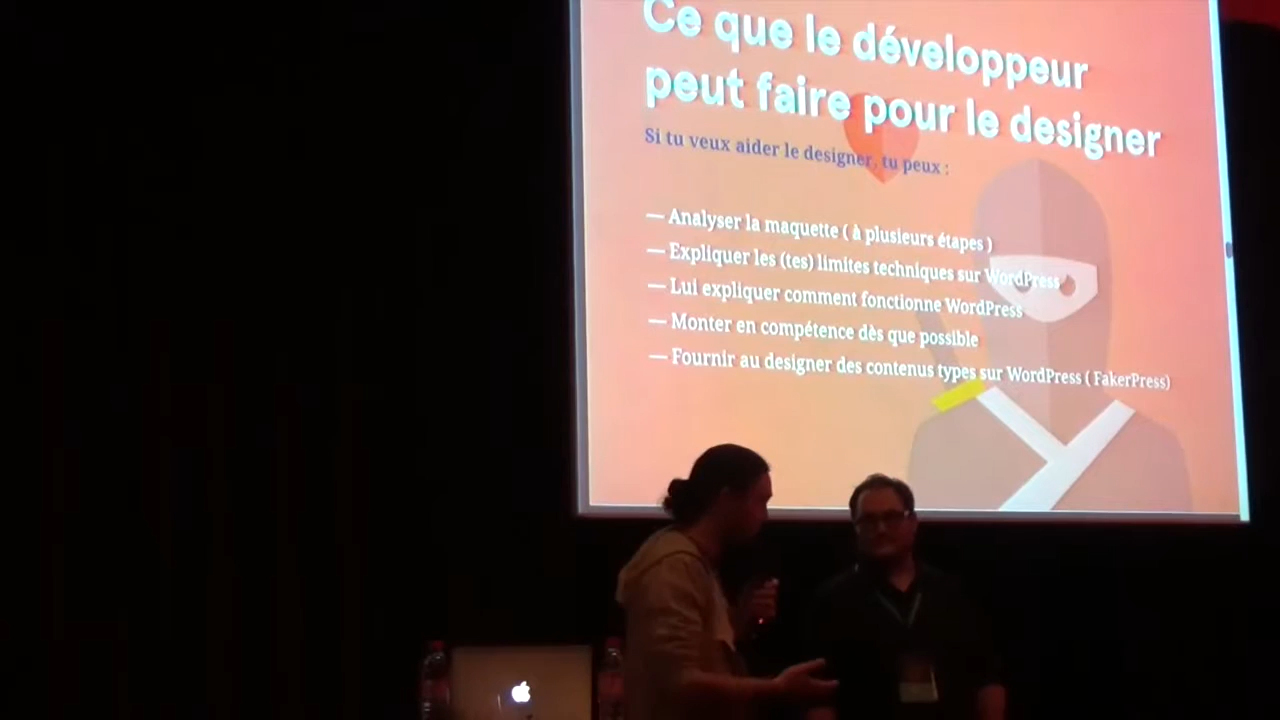 Ce que le développeur
peut faire pour le designer
Si tu veux aider le designer, tu peux :
— Analyser la maquette ( à plusieurs étapes )
— Expliquer les (tes) limites techniques sur WordPress
— Lui expliquer comment fonctionne WordPress
— Monter en compétence dès que possible
— Fournir au designer des contenus types sur WordPress ( FakerPress)